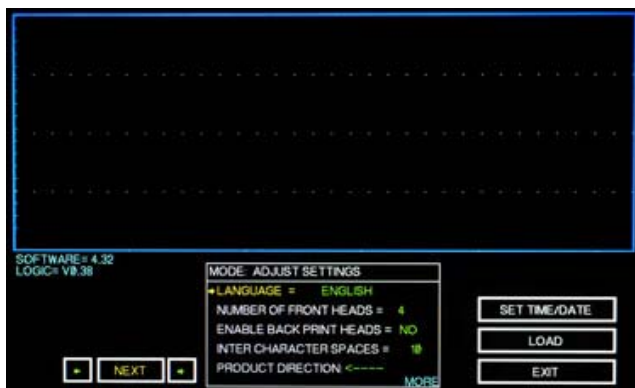 SOFTWARE= 4.32
LOGIC= V0.38
MODE: ADJUST SETTINGS
LANGUAGE = ENGLISH
NUMBER OF FRONT HEADS = 4
ENABLE BACK PRINT HEADS = NO
INTER CHARACTER SPACES = 10
PRODUCT DIRECTION <----
MORE
NEXT
SET TIME/DATE
LOAD
EXIT